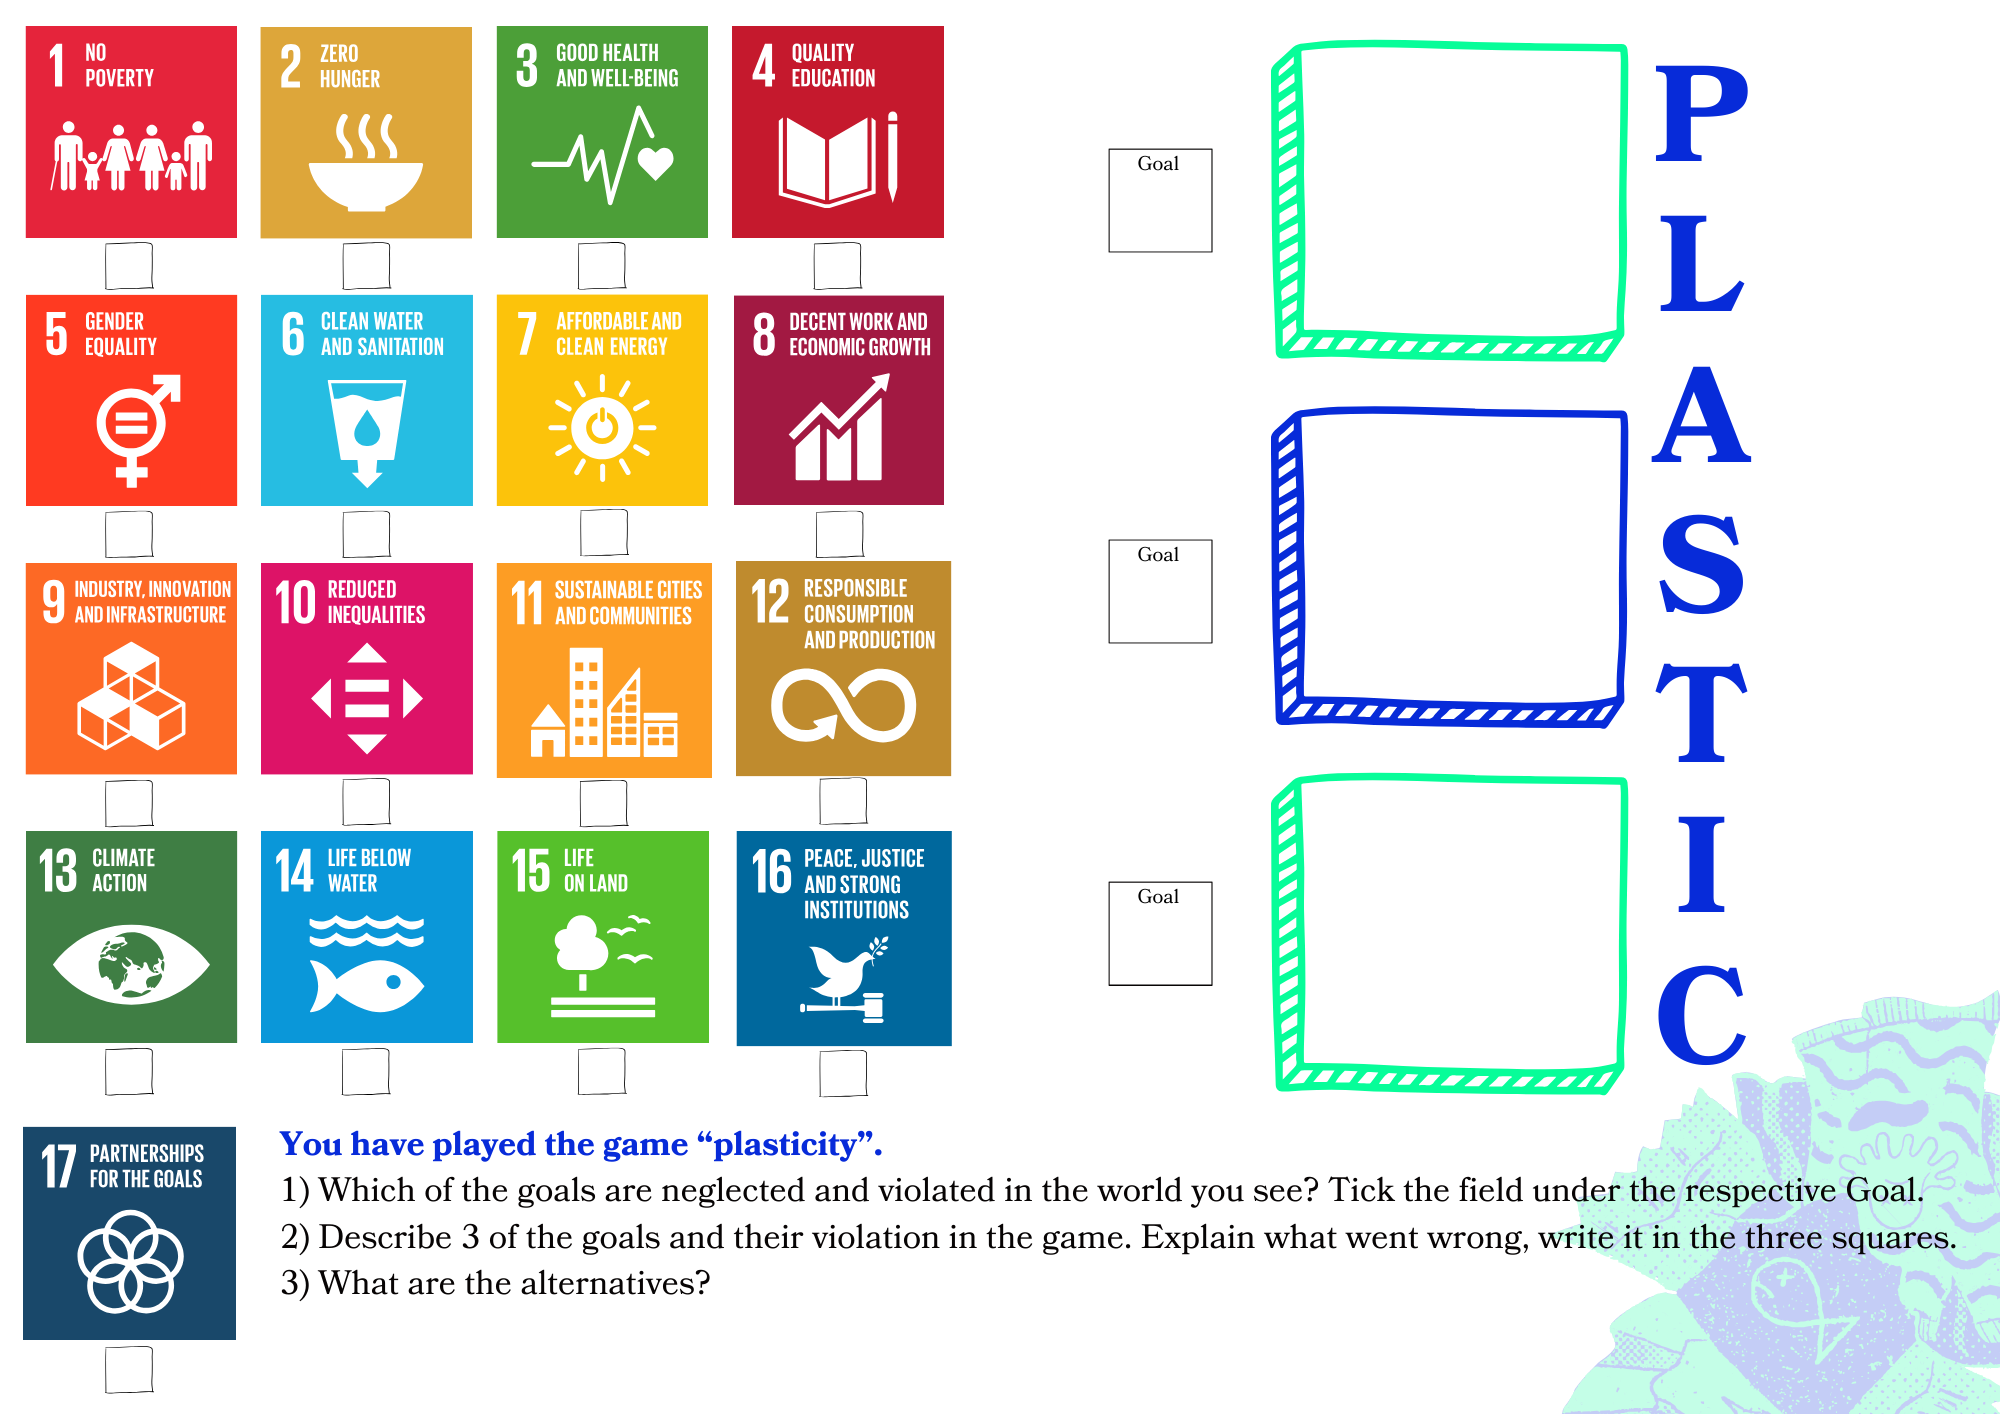 1 NO
POVERTY
2 ZERO
HUNGER
3 GOOD HEALTH
AND WELL-BEING
4 QUALITY
EDUCATION
5 GENDER
EQUALITY
6 CLEAN WATER
AND SANITATION
7 AFFORDABLE AND
CLEAN ENERGY
8 DECENT WORK AND
ECONOMIC GROWTH
9 INDUSTRY, INNOVATION
AND INFRASTRUCTURE
10 REDUCED
INEQUALITIES
11 SUSTAINABLE CITIES
AND COMMUNITIES
12 RESPONSIBLE
CONSUMPTION
AND PRODUCTION
13 CLIMATE
ACTION
14 LIFE BELOW
WATER
15 LIFE
ON LAND
16 PEACE, JUSTICE
AND STRONG
INSTITUTIONS
17 PARTNERSHIPS
FOR THE GOALS
Goal
Goal
Goal
P
L
A
S
T
I
C
You have played the game “plasticity”.
1) Which of the goals are neglected and violated in the world you see? Tick the field under the respective Goal.
2) Describe 3 of the goals and their violation in the game. Explain what went wrong, write it in the three squares.
3) What are the alternatives?